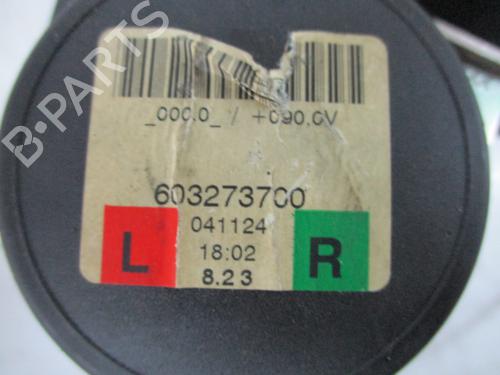 _000.0_ / +090.0V
603273700
041124
18:02
8.23
L
R
B-PARTS